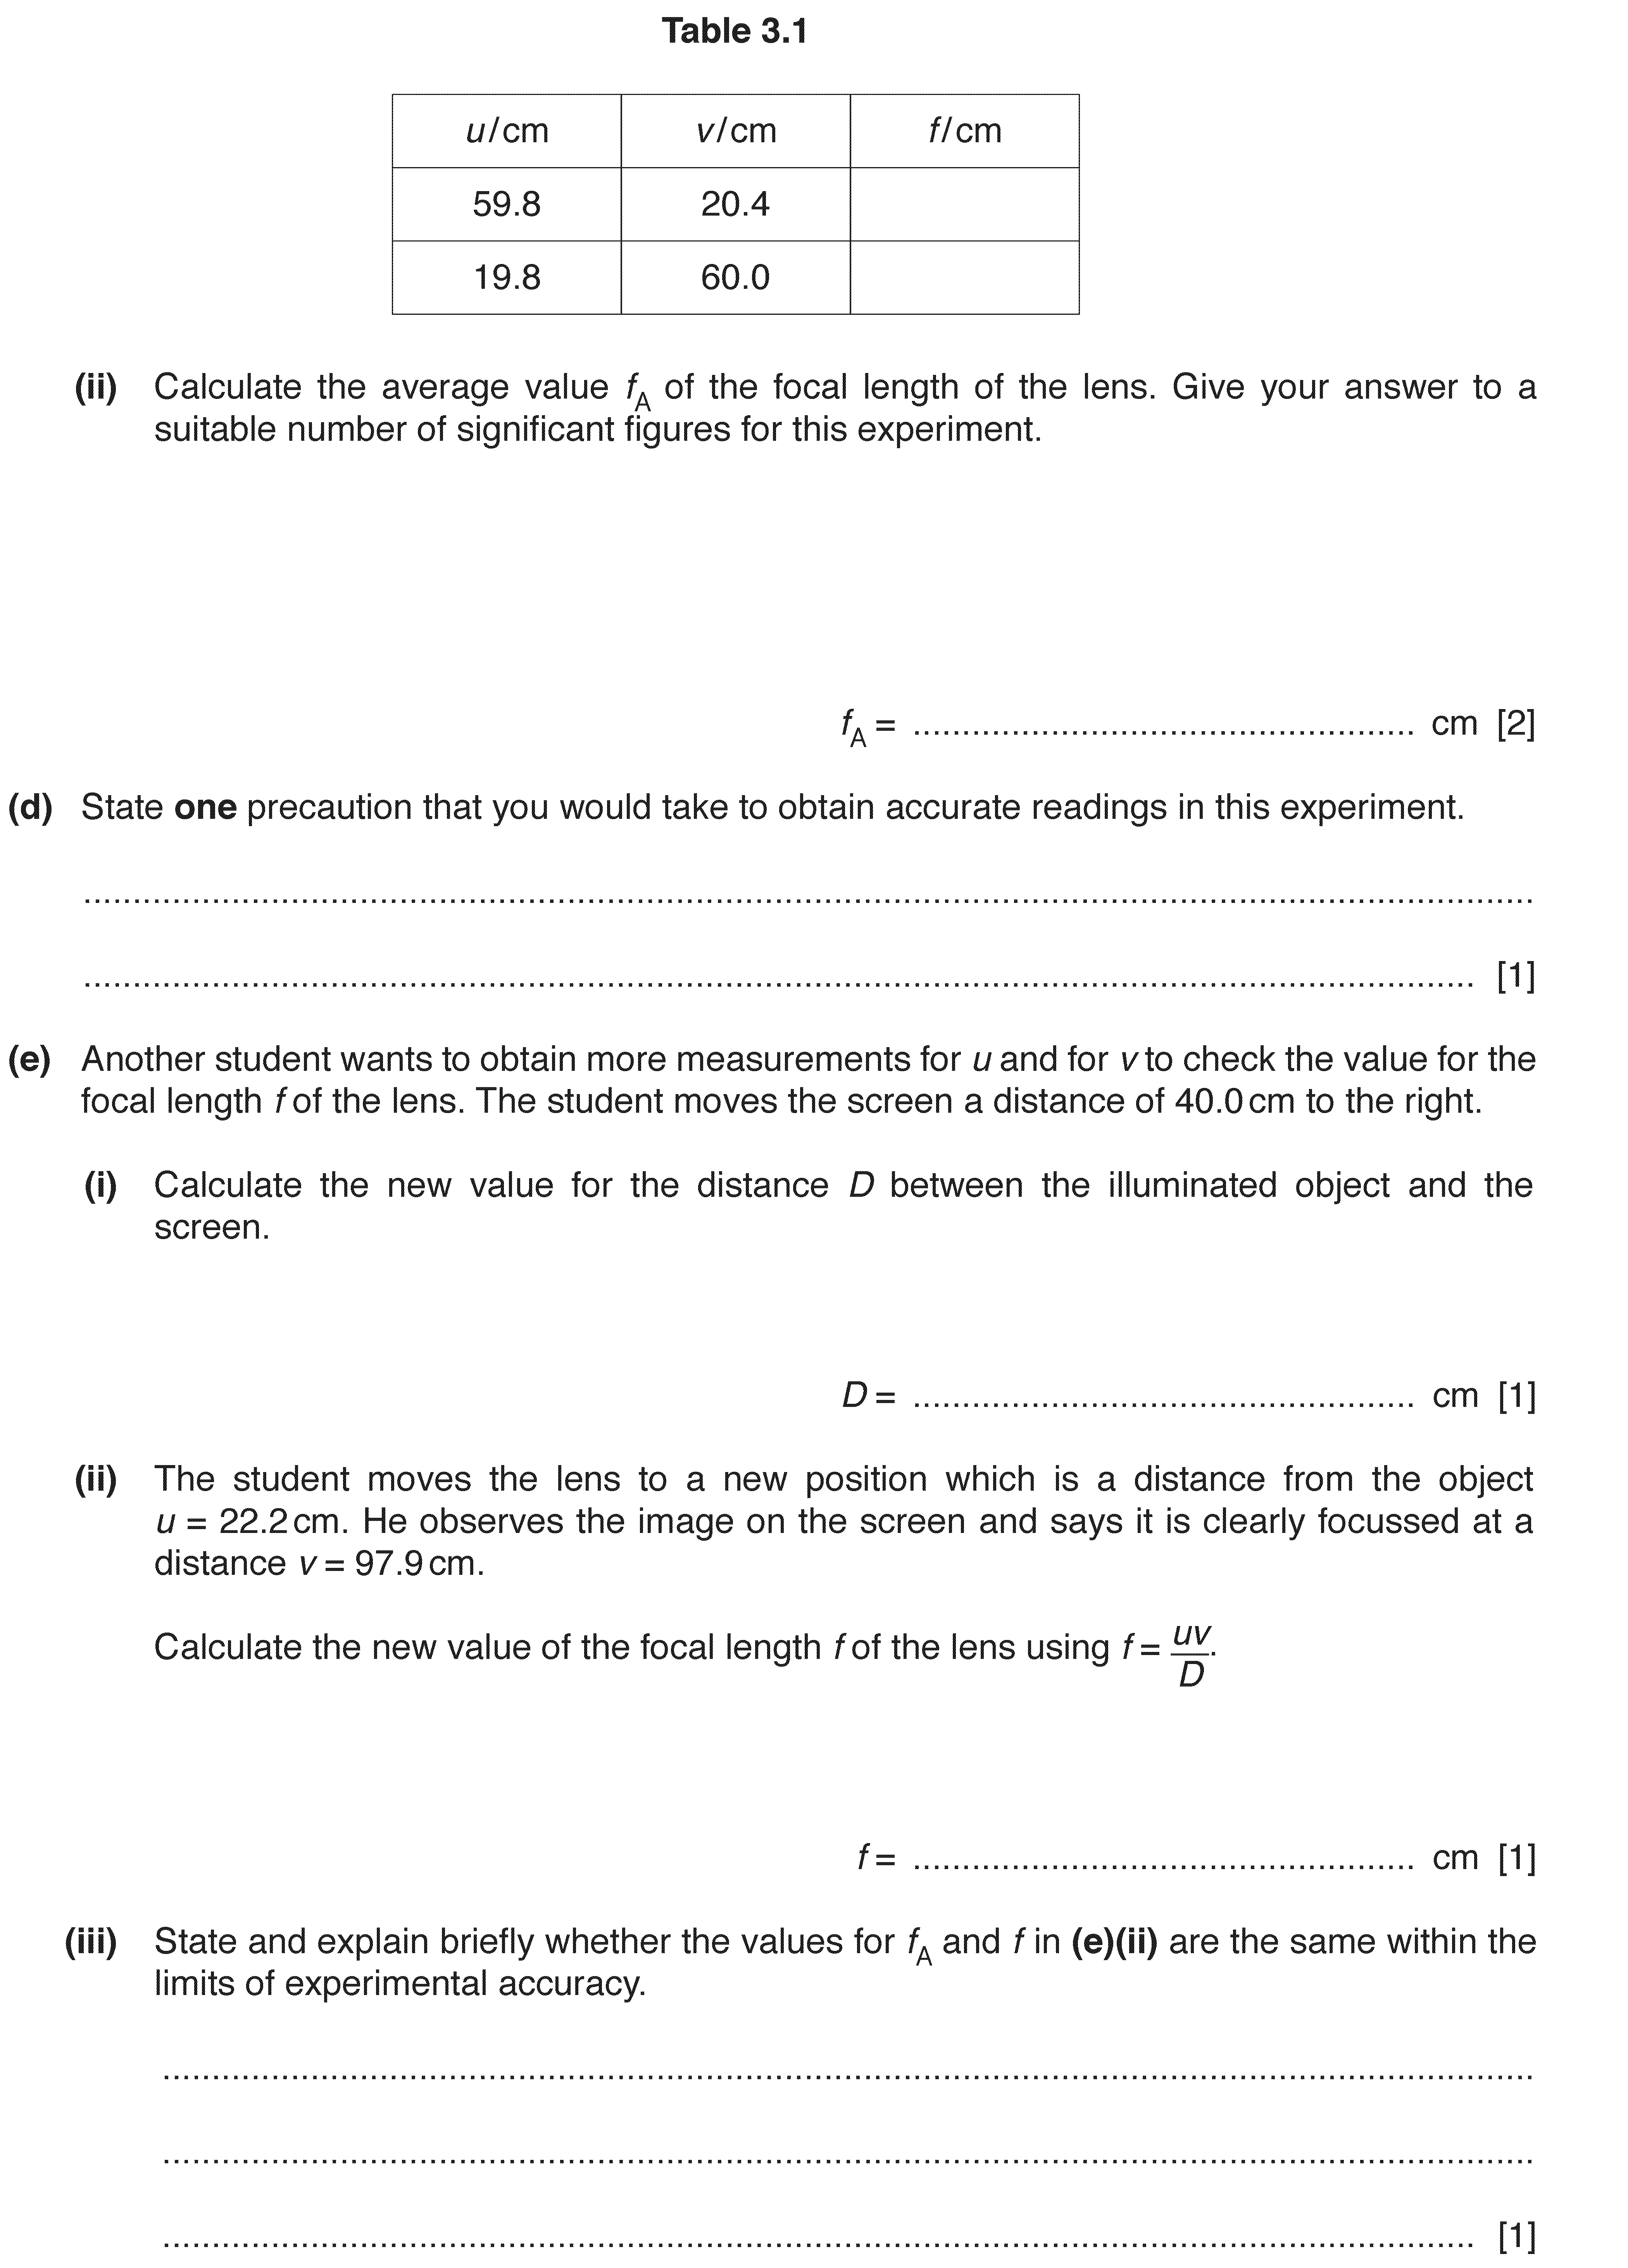 Table 3.1
u/cm v/cm f/cm
59.8 20.4
19.8 60.0
(ii) Calculate the average value fA of the focal length of the lens. Give your answer to a
suitable number of significant figures for this experiment.
fA = .................................................. cm [2]
(d) State one precaution that you would take to obtain accurate readings in this experiment.
..........................................................................................................................................
.................................................................................................................................... [1]
(e) Another student wants to obtain more measurements for u and for v to check the value for the
focal length f of the lens. The student moves the screen a distance of 40.0 cm to the right.
(i) Calculate the new value for the distance D between the illuminated object and the
screen.
D = .................................................. cm [1]
(ii) The student moves the lens to a new position which is a distance from the object
u = 22.2 cm. He observes the image on the screen and says it is clearly focussed at a
distance v = 97.9 cm.
Calculate the new value of the focal length f of the lens using f = uv/D.
f = .................................................. cm [1]
(iii) State and explain briefly whether the values for fA and f in (e)(ii) are the same within the
limits of experimental accuracy.
..........................................................................................................................................
..........................................................................................................................................
.................................................................................................................................... [1]